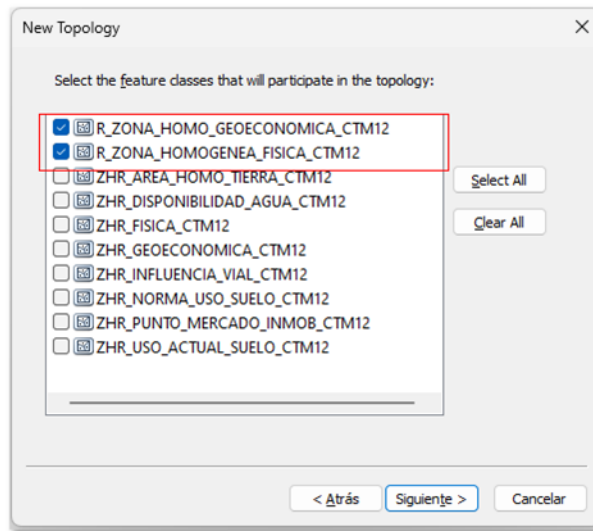 New Topology
Select the feature classes that will participate in the topology:
R_ZONA_HOMO_GEOECONOMICA_CTM12
R_ZONA_HOMOGENEA_FISICA_CTM12
ZHR_AREA_HOMO_TIERRA_CTM12
ZHR_DISPONIBILIDAD_AGUA_CTM12
ZHR_FISICA_CTM12
ZHR_GEOECONOMICA_CTM12
ZHR_INFLUENCIA_VIAL_CTM12
ZHR_NORMA_USO_SUELO_CTM12
ZHR_PUNTO_MERCADO_INMOB_CTM12
ZHR_USO_ACTUAL_SUELO_CTM12
Select All
Clear All
< Atrás
Siguiente >
Cancelar